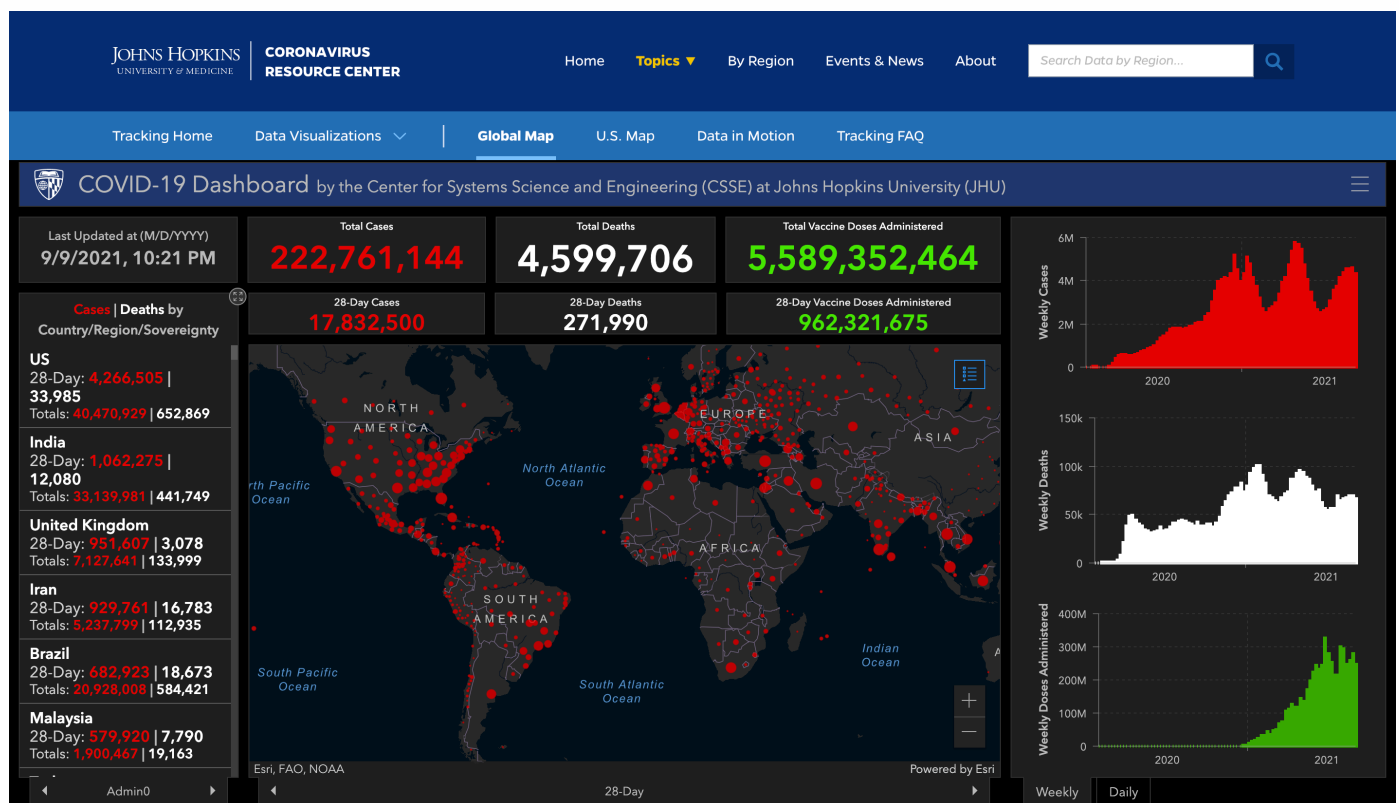 JOHNS HOPKINS
UNIVERSITY & MEDICINE
CORONAVIRUS
RESOURCE CENTER
Home
Topics ▼
By Region
Events & News
About
Search Data by Region...
Tracking Home
Data Visualizations
Global Map
U.S. Map
Data in Motion
Tracking FAQ
COVID-19 Dashboard by the Center for Systems Science and Engineering (CSSE) at Johns Hopkins University (JHU)
Last Updated at (M/D/YYYY)
9/9/2021, 10:21 PM
Total Cases
222,761,144
Total Deaths
4,599,706
Total Vaccine Doses Administered
5,589,352,464
28-Day Cases
17,832,500
28-Day Deaths
271,990
28-Day Vaccine Doses Administered
962,321,675
Cases | Deaths by
Country/Region/Sovereignty
US
28-Day: 4,266,505 |
33,985
Totals: 40,470,929 | 652,869
India
28-Day: 1,062,275 |
12,080
Totals: 33,139,981 | 441,749
United Kingdom
28-Day: 951,607 | 3,078
Totals: 7,127,641 | 133,999
Iran
28-Day: 929,761 | 16,783
Totals: 5,237,799 | 112,935
Brazil
28-Day: 682,923 | 18,673
Totals: 20,928,008 | 584,421
Malaysia
28-Day: 579,920 | 7,790
Totals: 1,900,467 | 19,163
Admin0
NORTH
AMERICA
EUROPE
ASIA
North Atlantic
Ocean
rth Pacific
Ocean
AFRICA
SOUTH
AMERICA
Indian
Ocean
South Pacific
Ocean
South Atlantic
Ocean
A
Esri, FAO, NOAA
Powered by Esri
28-Day
Weekly Cases
6M
4M
2M
0
2020
2021
Weekly Deaths
150k
100k
50k
0
2020
2021
Weekly Doses Administered
400M
300M
200M
100M
0
2020
2021
Weekly
Daily